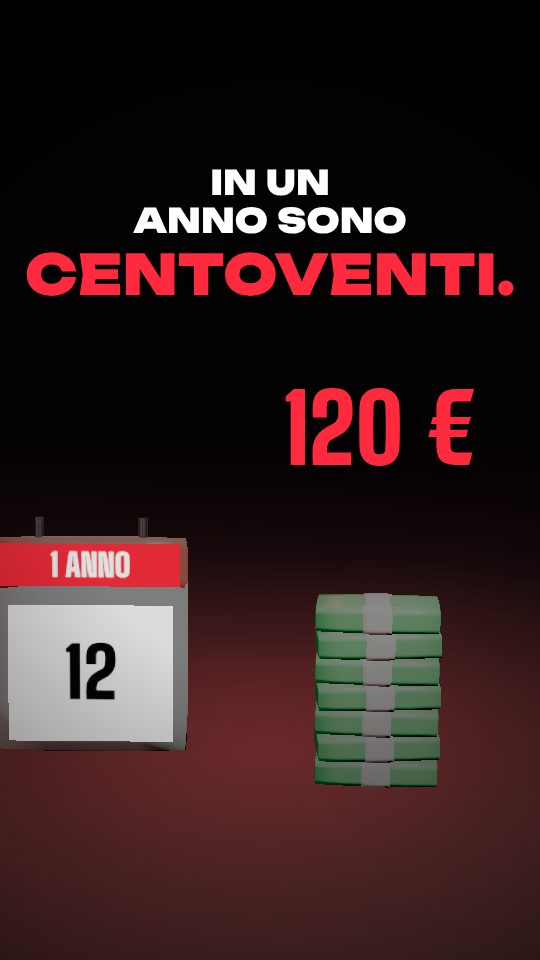 IN UN
ANNO SONO
CENTOVENTI.
120 €
1 ANNO
12